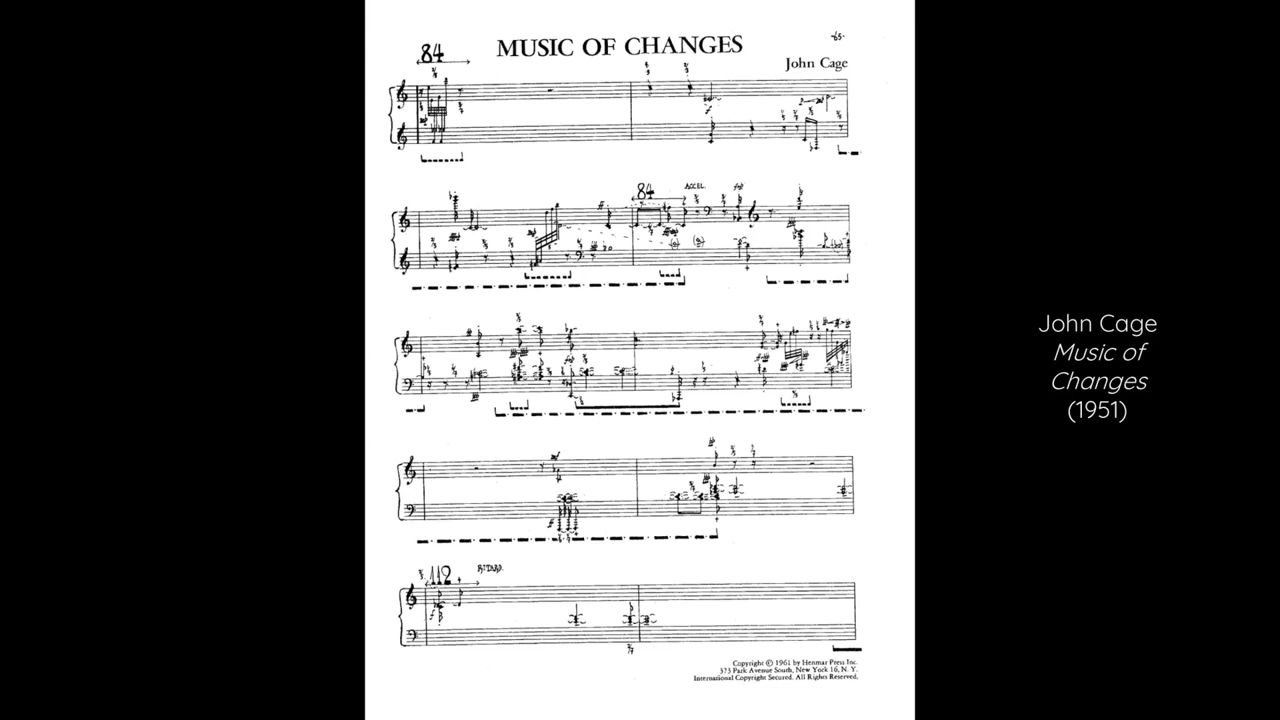 -65-
84
MUSIC OF CHANGES
John Cage
84
ACCEL.
112
RITARD.
Copyright © 1961 by Henmar Press Inc.
373 Park Avenue South, New York 16, N. Y.
International Copyright Secured. All Rights Reserved.
John Cage
Music of
Changes
(1951)